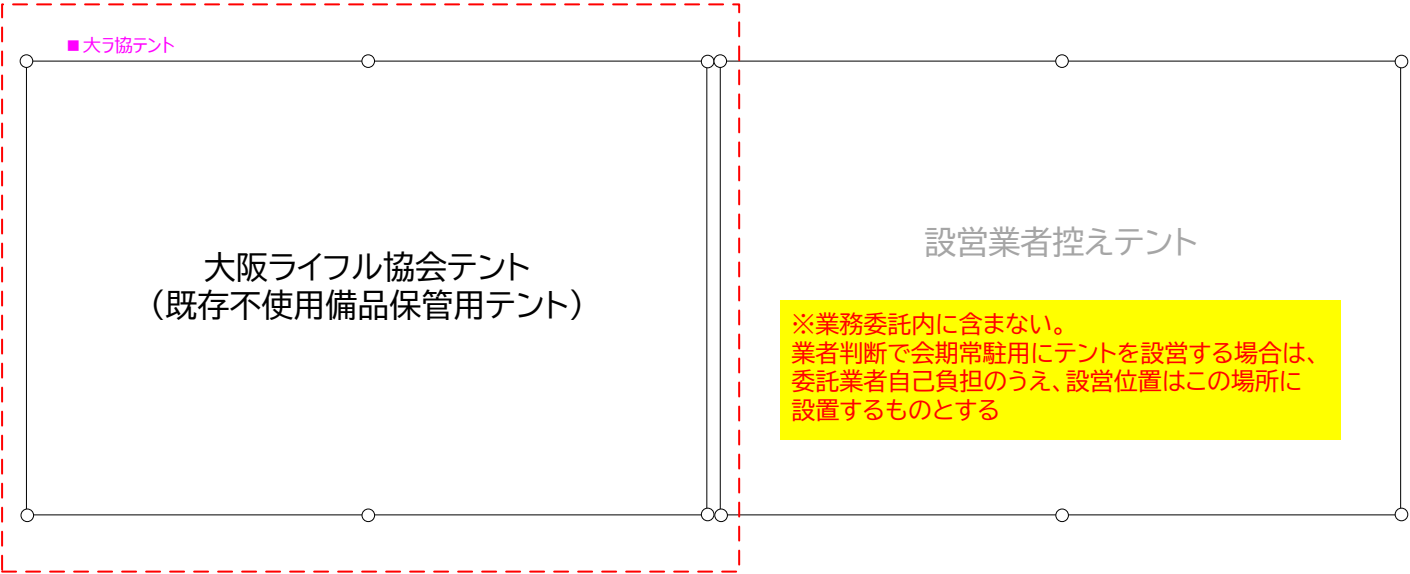 ■大ラ協テント
大阪ライフル協会テント
（既存不使用備品保管用テント）
設営業者控えテント
※業務委託内に含まない。
業者判断で会期常駐用にテントを設営する場合は、
委託業者自己負担のうえ、設営位置はこの場所に
設置するものとする